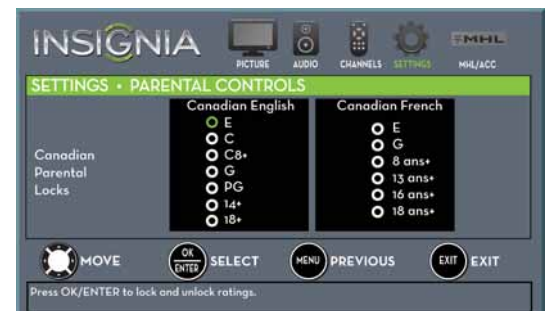 INSIGNIA
PICTURE AUDIO CHANNELS SETTINGS MHL/ACC
MHL
SETTINGS • PARENTAL CONTROLS
Canadian Parental Locks
Canadian English
E
C
C8+
G
PG
14+
18+
Canadian French
E
G
8 ans+
13 ans+
16 ans+
18 ans+
MOVE
OK/ENTER SELECT
MENU PREVIOUS
EXIT EXIT
Press OK/ENTER to lock and unlock ratings.